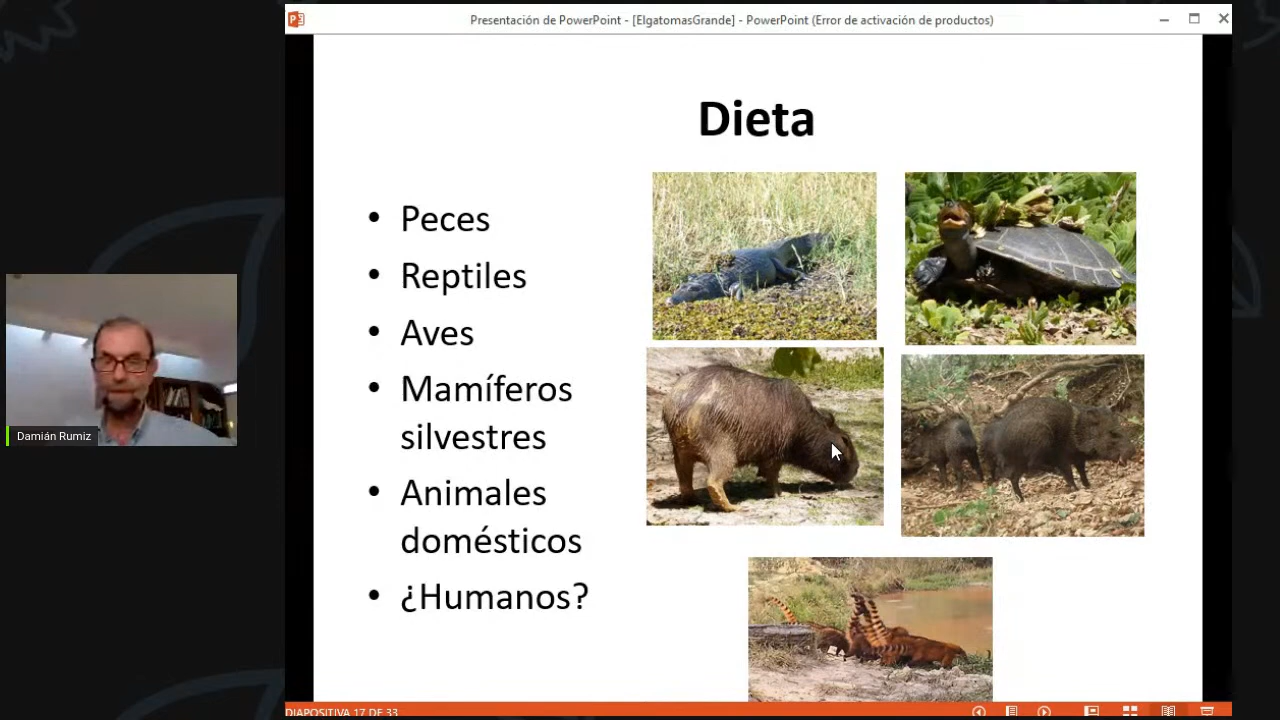 Presentación de PowerPoint - [ElgatomasGrande] - PowerPoint (Error de activación de productos)
Dieta
• Peces
• Reptiles
• Aves
• Mamíferos
silvestres
• Animales
domésticos
• ¿Humanos?
Damián Rumiz
DIAPOSITIVA 17 DE 33